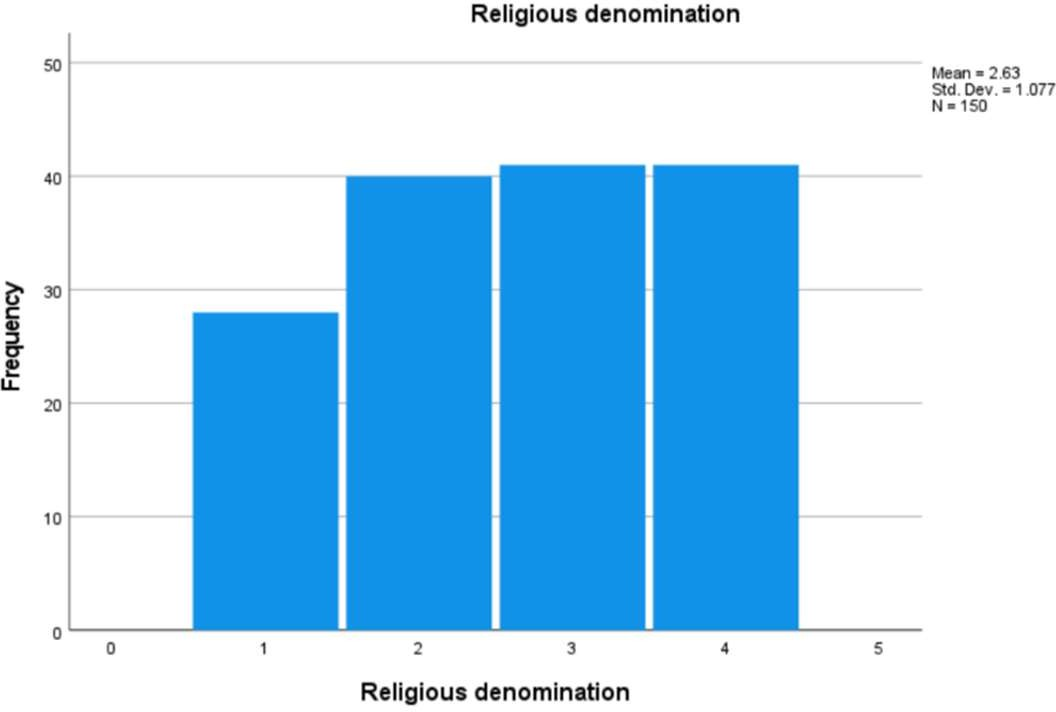 Religious denomination
Mean = 2.63
Std. Dev. = 1.077
N = 150
50
40
30
20
10
0
Frequency
0 1 2 3 4 5
Religious denomination